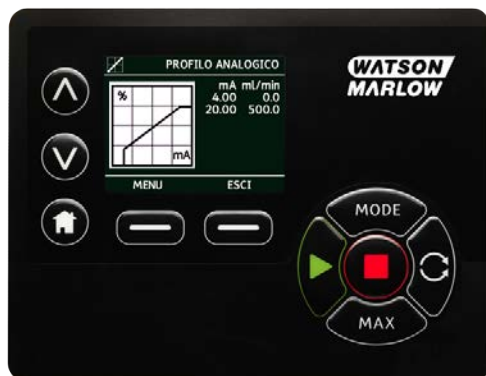 PROFILO ANALOGICO
mA ml/min
4.00 0.0
20.00 500.0
%
mA
MENU ESCI
WATSON
MARLOW
MODE
MAX